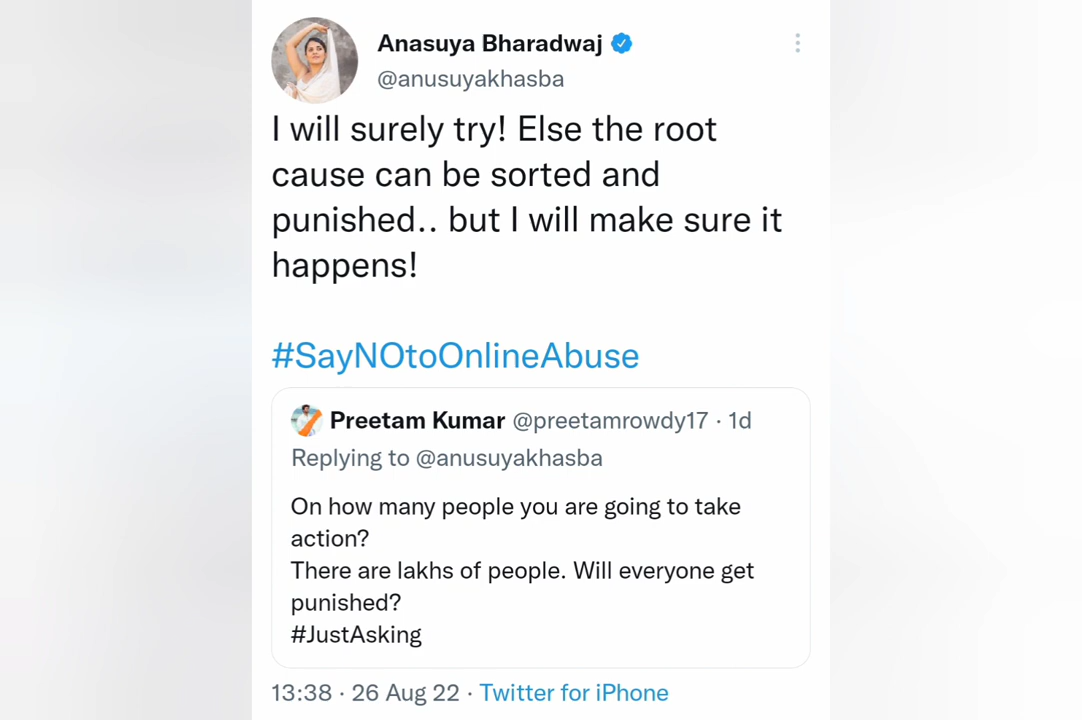 Anasuya Bharadwaj
@anusuyakhasba
I will surely try! Else the root
cause can be sorted and
punished.. but I will make sure it
happens!
#SayNOtoOnlineAbuse
Preetam Kumar @preetamrowdy17 · 1d
Replying to @anusuyakhasba
On how many people you are going to take
action?
There are lakhs of people. Will everyone get
punished?
#JustAsking
13:38 · 26 Aug 22 · Twitter for iPhone